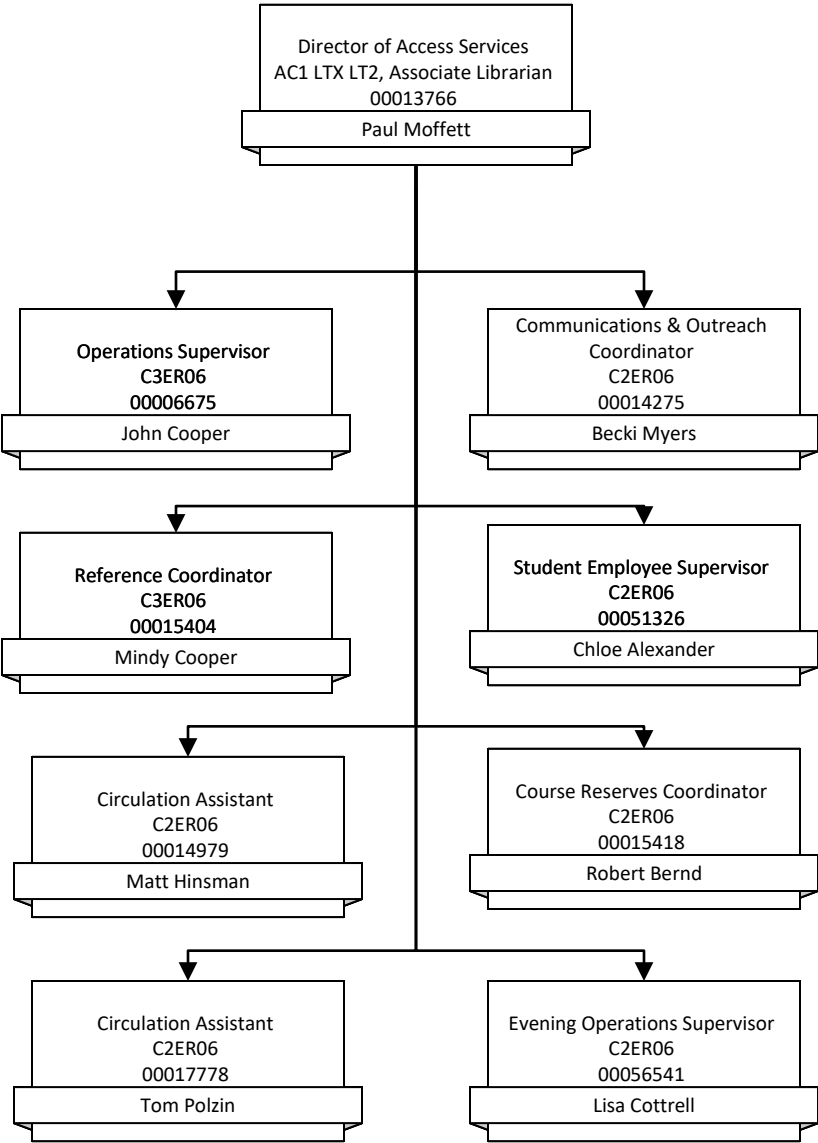 Director of Access Services
AC1 LTX LT2, Associate Librarian
00013766
Paul Moffett
Operations Supervisor
C3ER06
00006675
John Cooper
Communications & Outreach
Coordinator
C2ER06
00014275
Becki Myers
Reference Coordinator
C3ER06
00015404
Mindy Cooper
Student Employee Supervisor
C2ER06
00051326
Chloe Alexander
Circulation Assistant
C2ER06
00014979
Matt Hinsman
Course Reserves Coordinator
C2ER06
00015418
Robert Bernd
Circulation Assistant
C2ER06
00017778
Tom Polzin
Evening Operations Supervisor
C2ER06
00056541
Lisa Cottrell